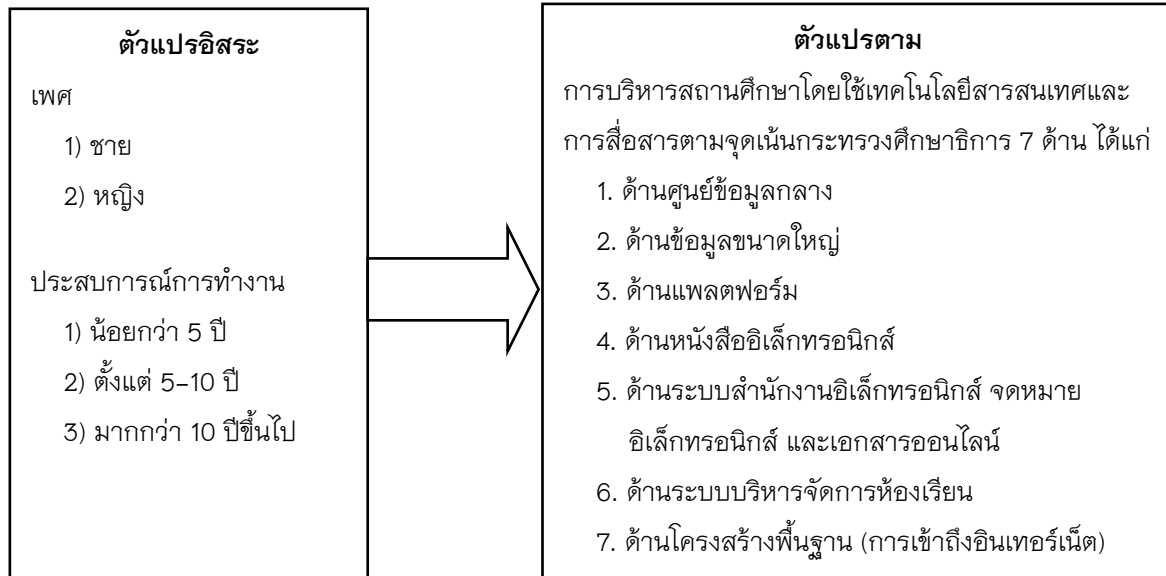 ตัวแปรอิสระ
เพศ
1) ชาย
2) หญิง
ประสบการณ์การทำงาน
1) น้อยกว่า 5 ปี
2) ตั้งแต่ 5–10 ปี
3) มากกว่า 10 ปีขึ้นไป
ตัวแปรตาม
การบริหารสถานศึกษาโดยใช้เทคโนโลยีสารสนเทศและ
การสื่อสารตามจุดเน้นกระทรวงศึกษาธิการ 7 ด้าน ได้แก่
1. ด้านศูนย์ข้อมูลกลาง
2. ด้านข้อมูลขนาดใหญ่
3. ด้านแพลตฟอร์ม
4. ด้านหนังสืออิเล็กทรอนิกส์
5. ด้านระบบสำนักงานอิเล็กทรอนิกส์ จดหมาย
อิเล็กทรอนิกส์ และเอกสารออนไลน์
6. ด้านระบบบริหารจัดการห้องเรียน
7. ด้านโครงสร้างพื้นฐาน (การเข้าถึงอินเทอร์เน็ต)